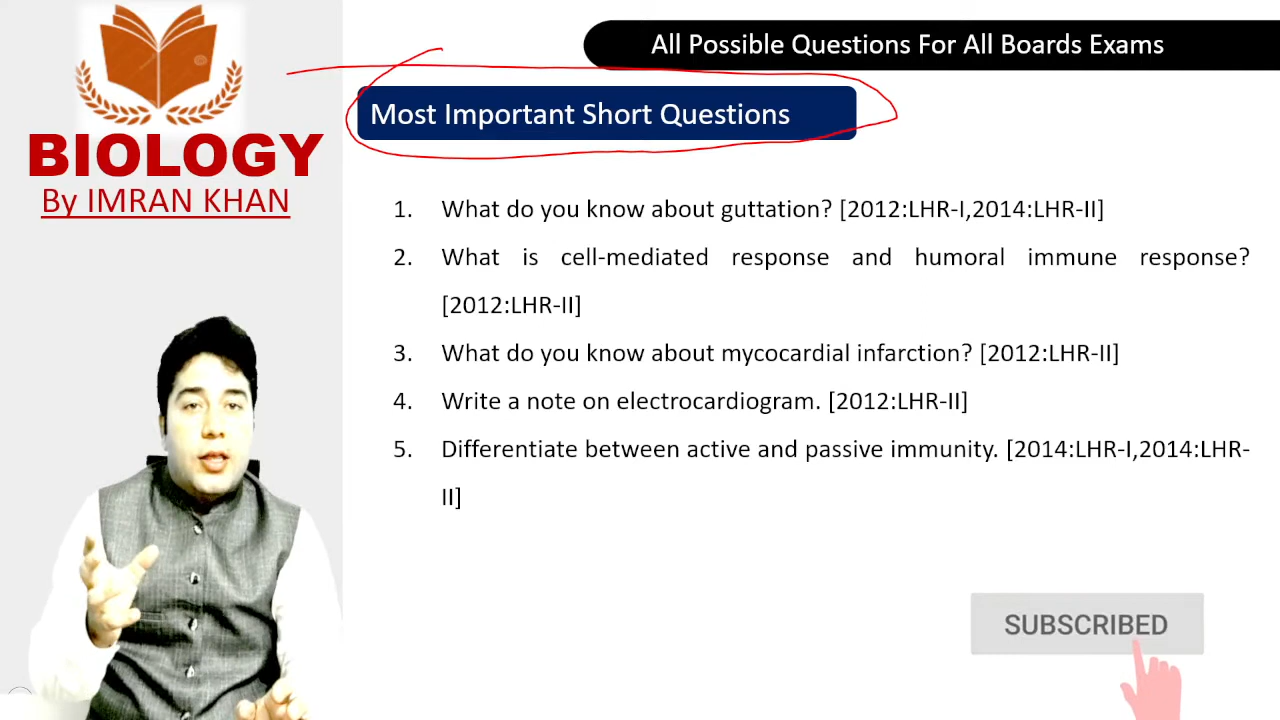 BIOLOGY
By IMRAN KHAN
All Possible Questions For All Boards Exams
Most Important Short Questions
1. What do you know about guttation? [2012:LHR-I,2014:LHR-II]
2. What is cell-mediated response and humoral immune response?
[2012:LHR-II]
3. What do you know about mycocardial infarction? [2012:LHR-II]
4. Write a note on electrocardiogram. [2012:LHR-II]
5. Differentiate between active and passive immunity. [2014:LHR-I,2014:LHR-
II]
SUBSCRIBED